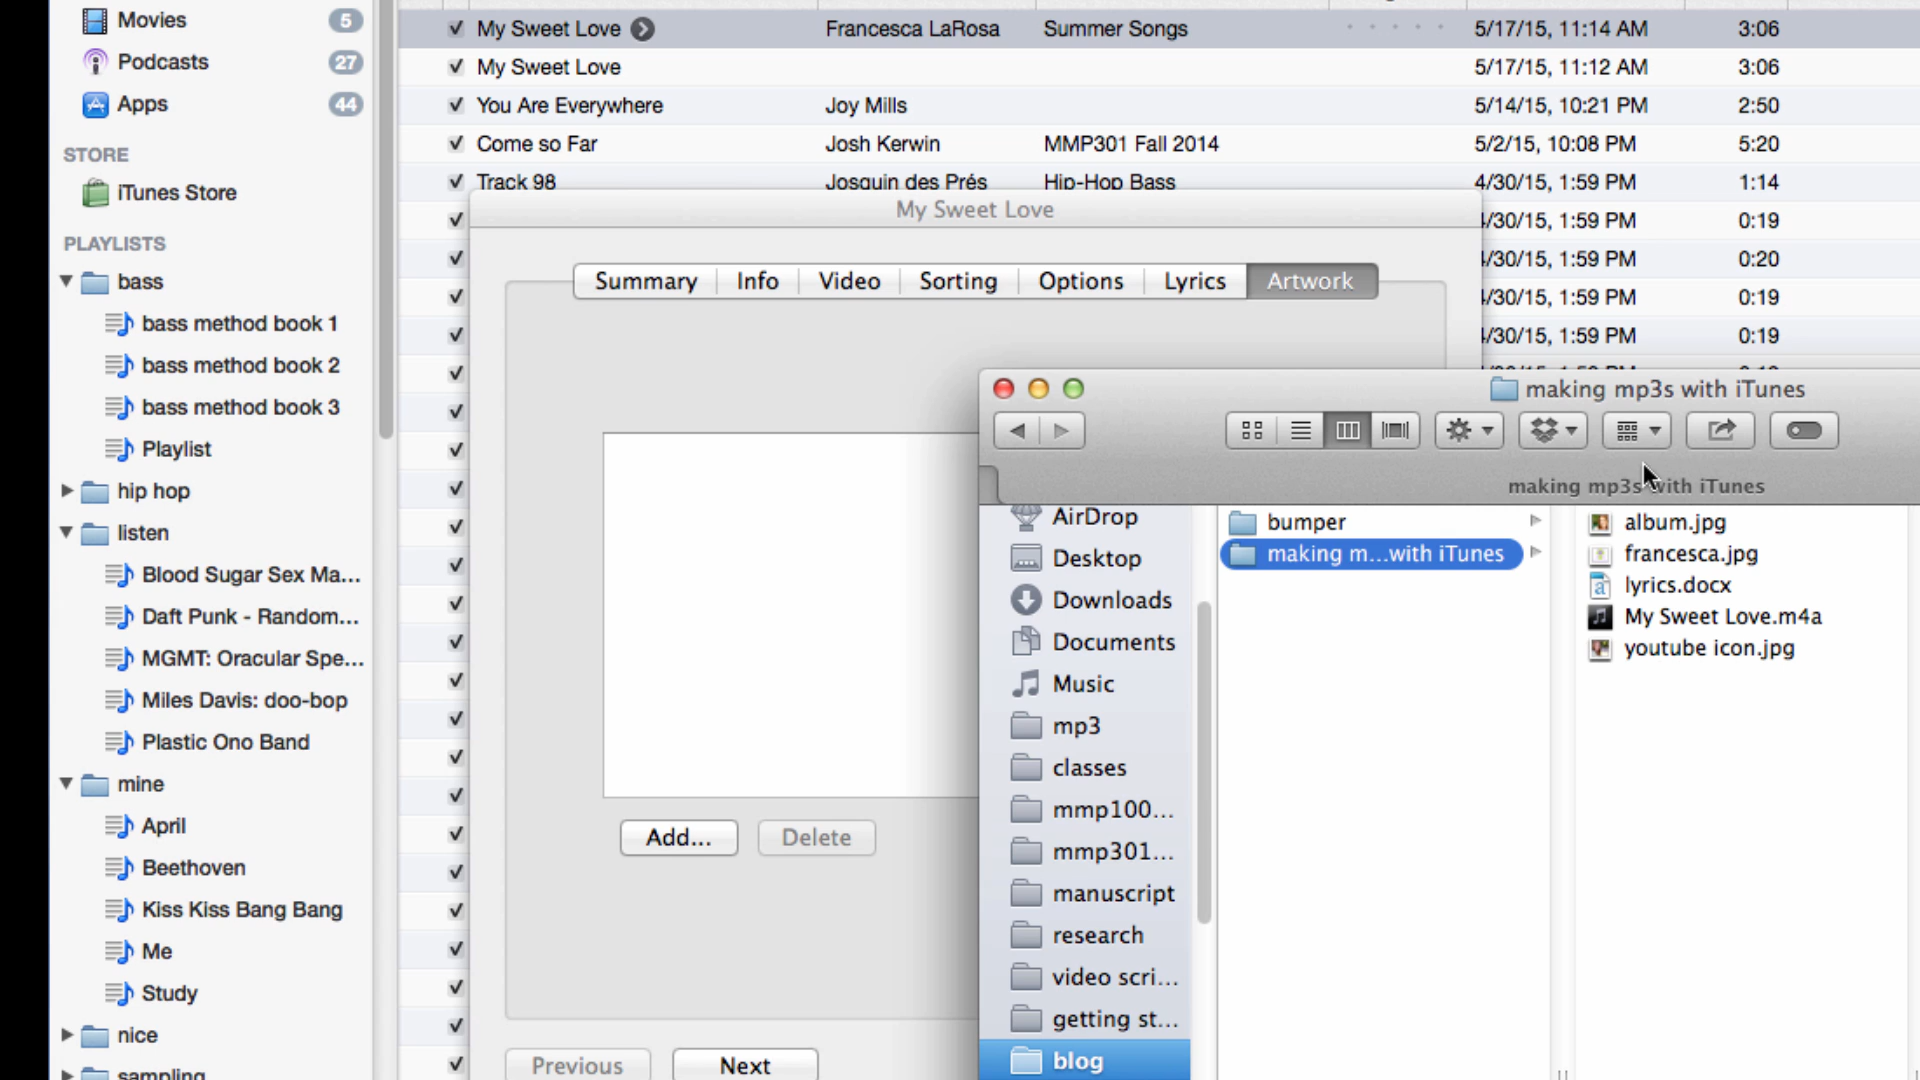 Movies 5
Podcasts 27
Apps 44
STORE
iTunes Store
PLAYLISTS
bass
bass method book 1
bass method book 2
bass method book 3
Playlist
hip hop
listen
Blood Sugar Sex Ma...
Daft Punk - Random...
MGMT: Oracular Spe...
Miles Davis: doo-bop
Plastic Ono Band
mine
April
Beethoven
Kiss Kiss Bang Bang
Me
Study
nice
sampling
My Sweet Love Francesca LaRosa Summer Songs 5/17/15, 11:14 AM 3:06
My Sweet Love 5/17/15, 11:12 AM 3:06
You Are Everywhere Joy Mills 5/14/15, 10:21 PM 2:50
Come so Far Josh Kerwin MMP301 Fall 2014 5/2/15, 10:08 PM 5:20
Track 98 Josquin des Prés Hip-Hop Bass 4/30/15, 1:59 PM 1:14
4/30/15, 1:59 PM 0:19
4/30/15, 1:59 PM 0:20
4/30/15, 1:59 PM 0:19
4/30/15, 1:59 PM 0:19
My Sweet Love
Summary Info Video Sorting Options Lyrics Artwork
Add... Delete
Previous Next
making mp3s with iTunes
making mp3s with iTunes
AirDrop
Desktop
Downloads
Documents
Music
mp3
classes
mmp100...
mmp301...
manuscript
research
video scri...
getting st...
blog
bumper
making m...with iTunes
album.jpg
francesca.jpg
lyrics.docx
My Sweet Love.m4a
youtube icon.jpg